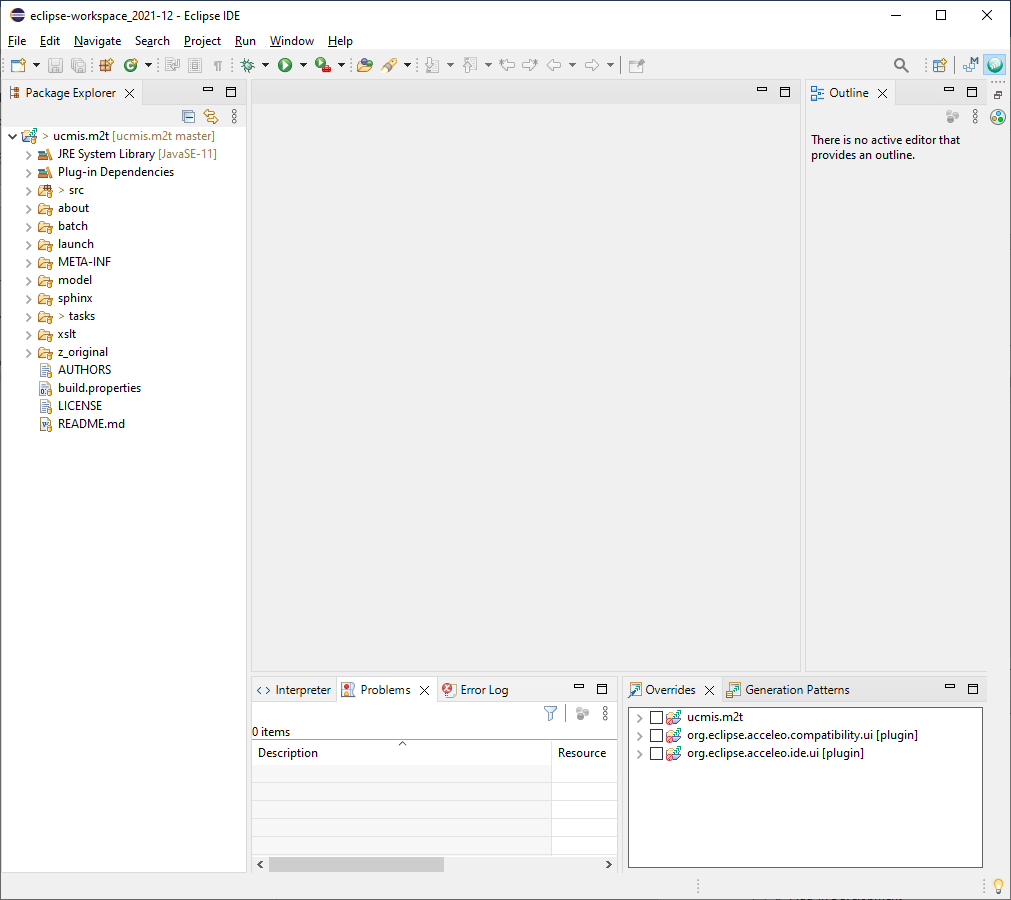 eclipse-workspace_2021-12 - Eclipse IDE
File Edit Navigate Search Project Run Window Help
Package Explorer
> ucmis.m2t [ucmis.m2t master]
JRE System Library [JavaSE-11]
Plug-in Dependencies
> src
about
batch
launch
META-INF
model
sphinx
> tasks
xslt
z_original
AUTHORS
build.properties
LICENSE
README.md
Outline
There is no active editor that
provides an outline.
Interpreter Problems Error Log
0 items
Description Resource
Overrides Generation Patterns
ucmis.m2t
org.eclipse.acceleo.compatibility.ui [plugin]
org.eclipse.acceleo.ide.ui [plugin]